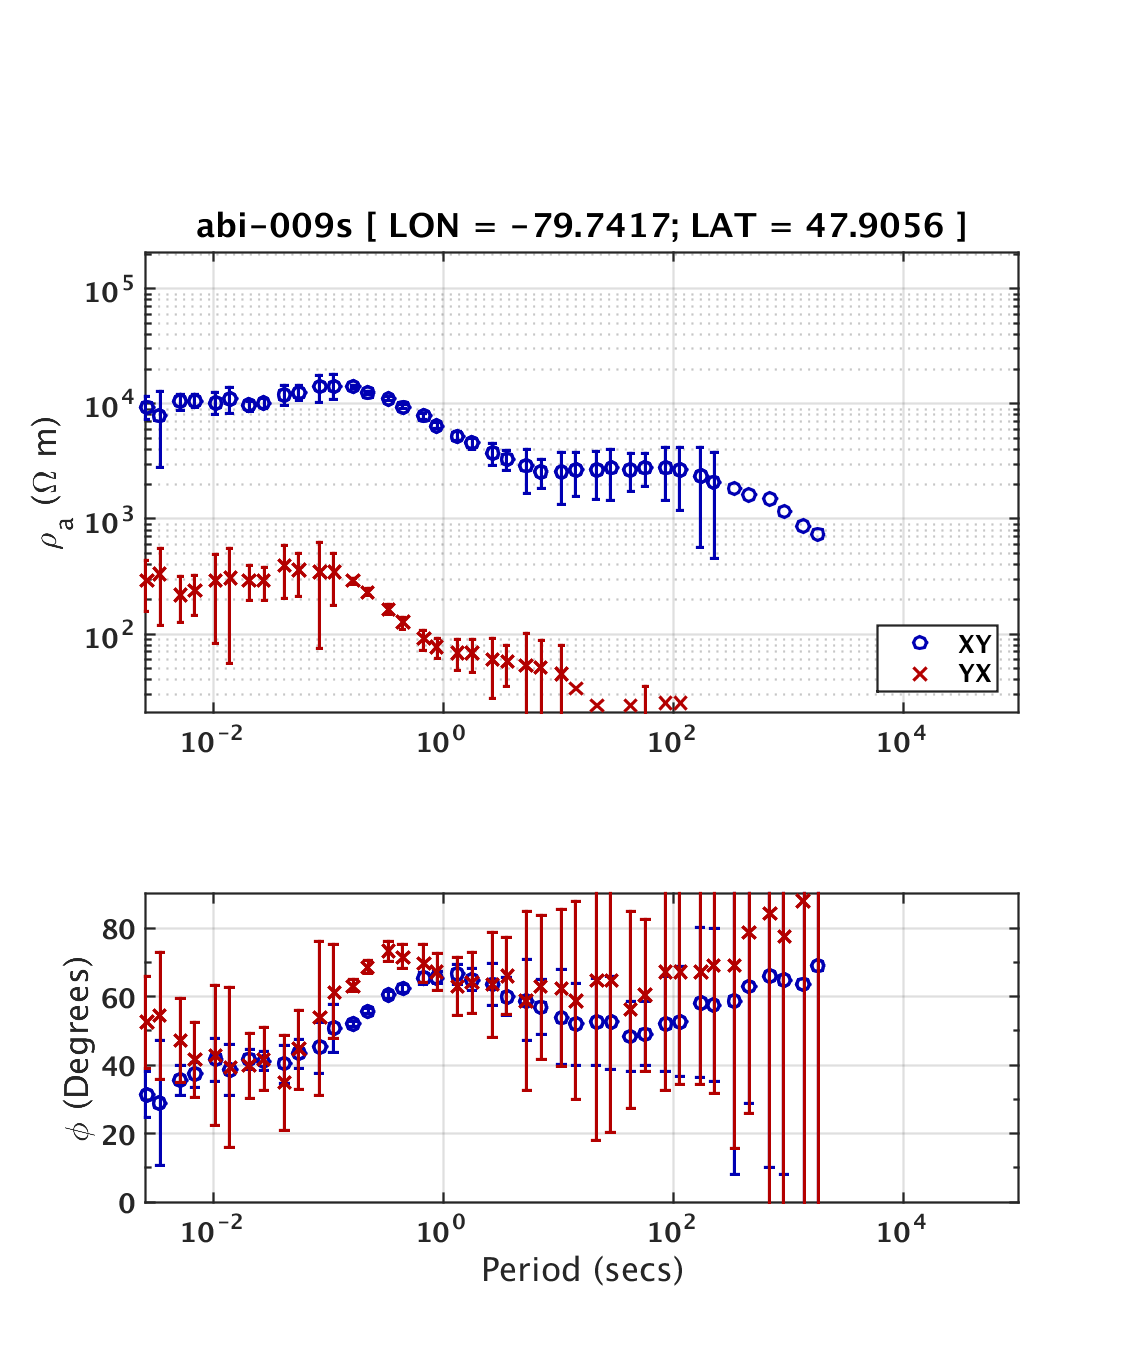 abi-009s [ LON = -79.7417; LAT = 47.9056 ]
ρa (Ω m)
10^5
10^4
10^3
10^2
XY
YX
10^-2 10^0 10^2 10^4
φ (Degrees)
80
60
40
20
0
10^-2 10^0 10^2 10^4
Period (secs)